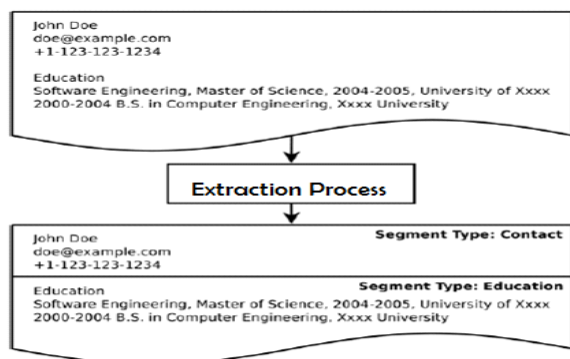 John Doe
doe@example.com
+1-123-123-1234
Education
Software Engineering, Master of Science, 2004-2005, University of Xxxx
2000-2004 B.S. in Computer Engineering, Xxxx University
Extraction Process
Segment Type: Contact
John Doe
doe@example.com
+1-123-123-1234
Segment Type: Education
Education
Software Engineering, Master of Science, 2004-2005, University of Xxxx
2000-2004 B.S. in Computer Engineering, Xxxx University